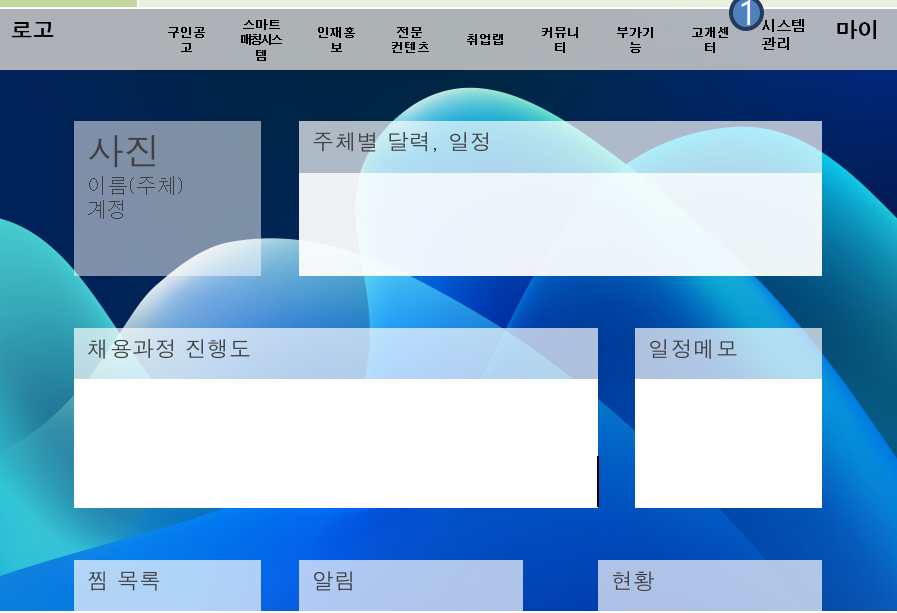 로고
구인공
고
스마트
매칭시스
템
인재홍
보
전문
컨텐츠
취업랩
커뮤니
티
부가기
능
고개센
터
1
시스템
관리
마이
사진
이름(주체)
계정
주체별 달력, 일정
채용과정 진행도
일정메모
찜 목록
알림
현황